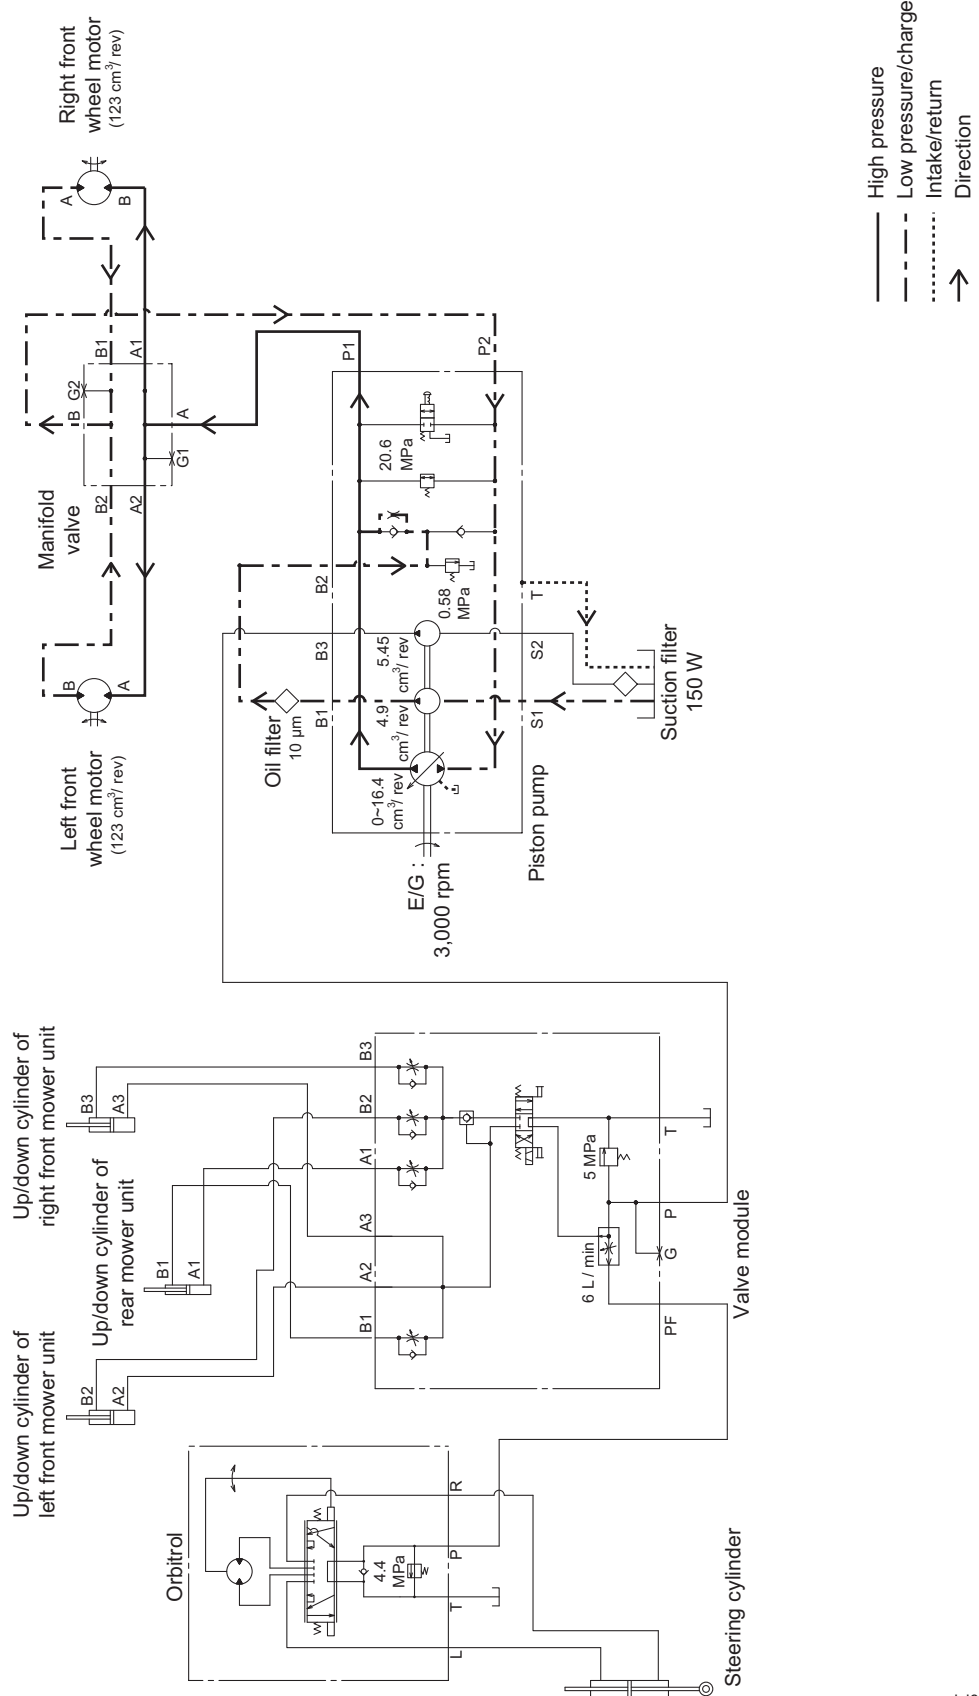 Right front
wheel motor
(123 cm³/ rev)
A
B
B1
A1
G2
B
A
G1
B2
A2
Manifold
valve
B
A
Left front
wheel motor
(123 cm³/ rev)
High pressure
Low pressure/charge
Intake/return
Direction
P1
P2
20.6
MPa
B2
0.58
MPa
T
B3
5.45
cm³/ rev
S2
B1
4.9
cm³/ rev
S1
Oil filter
10 µm
Suction filter
150 W
0~16.4
cm³/ rev
Piston pump
E/G :
3,000 rpm
Up/down cylinder of
right front mower unit
B3
A3
Up/down cylinder of
rear mower unit
B1
A1
Up/down cylinder of
left front mower unit
B2
A2
B3
B2
A1
A3
A2
B1
5 MPa
6 L / min
T
P
G
PF
Valve module
Orbitrol
4.4
MPa
R
P
T
L
Steering cylinder